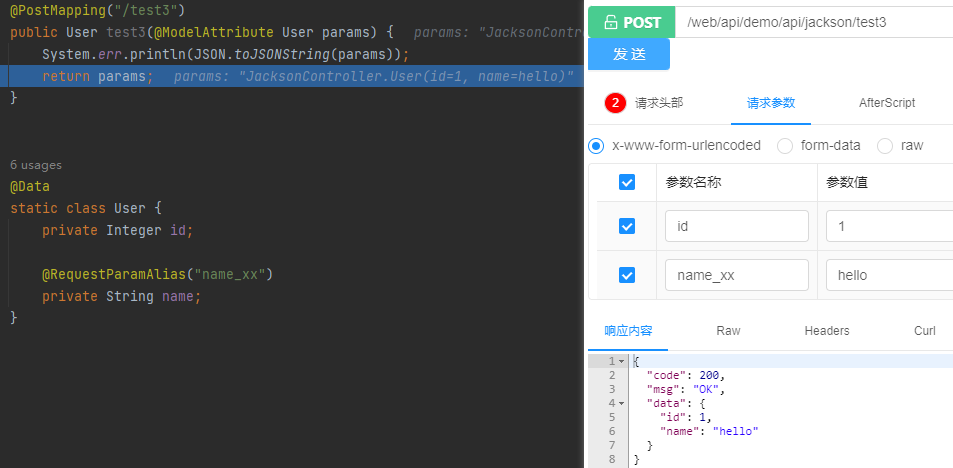 @PostMapping("/test3")
public User test3(@ModelAttribute User params) {   params: "JacksonContro
System.err.println(JSON.toJSONString(params));
return params;   params: "JacksonController.User(id=1, name=hello)"
}
6 usages
@Data
static class User {
private Integer id;
@RequestParamAlias("name_xx")
private String name;
}
POST /web/api/demo/api/jackson/test3
发 送
2 请求头部 请求参数 AfterScript
x-www-form-urlencoded form-data raw
参数名称 参数值
id 1
name_xx hello
响应内容 Raw Headers Curl
1 {
2 "code": 200,
3 "msg": "OK",
4 "data": {
5 "id": 1,
6 "name": "hello"
7 }
8 }